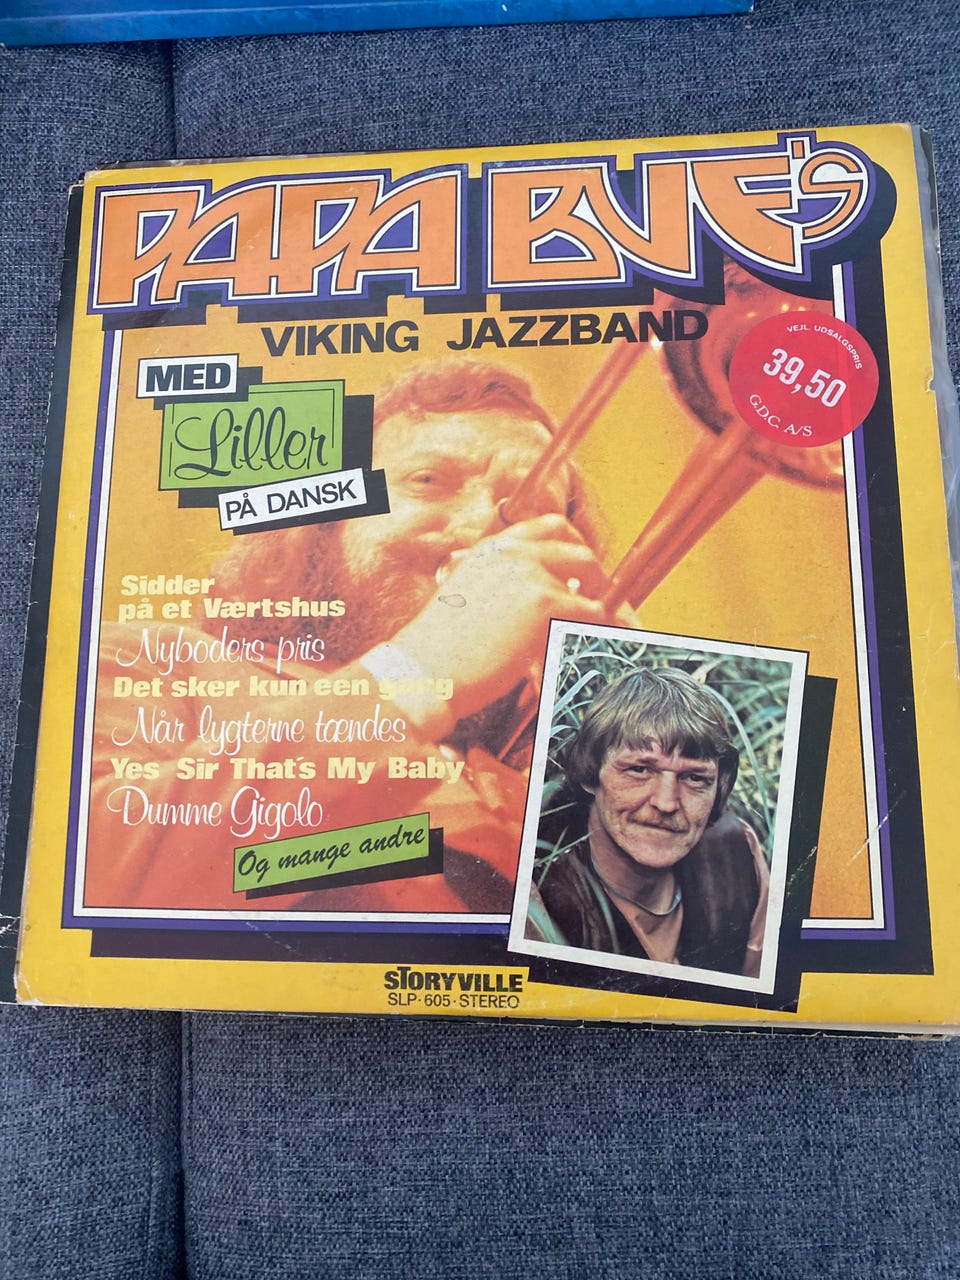 PAPA BUE's
VIKING JAZZBAND
VEJL. UDSALGSPRIS
39,50
G.D.C. A/S
MED
Liller
PÅ DANSK
Sidder
på et Værtshus
Nyboders pris
Det sker kun een gang
Når lygterne tændes
Yes Sir That's My Baby
Dumme Gigolo
Og mange andre
STORYVILLE
SLP·605·STEREO